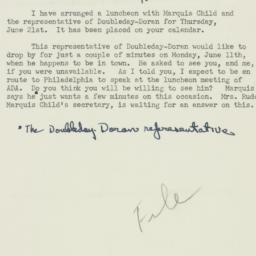 I have arranged a luncheon with Marquis Child and
the representative of Doubleday-Doran for Thursday,
June 21st. It has been placed on your calendar.
This representative of Doubleday-Doran would like to
drop by for just a couple of minutes on Monday, June 11th,
when he happens to be in town. He asked to see you, and me,
if you were unavailable. As I told you, I expect to be en
route to Philadelphia to speak at the luncheon meeting of
ADA. Do you think you will be willing to see him? Marquis
says he* just wants a few minutes on this occasion. Mrs. Rude
Marquis Child's secretary, is waiting for an answer on this.
*The Doubleday Doran representative
File